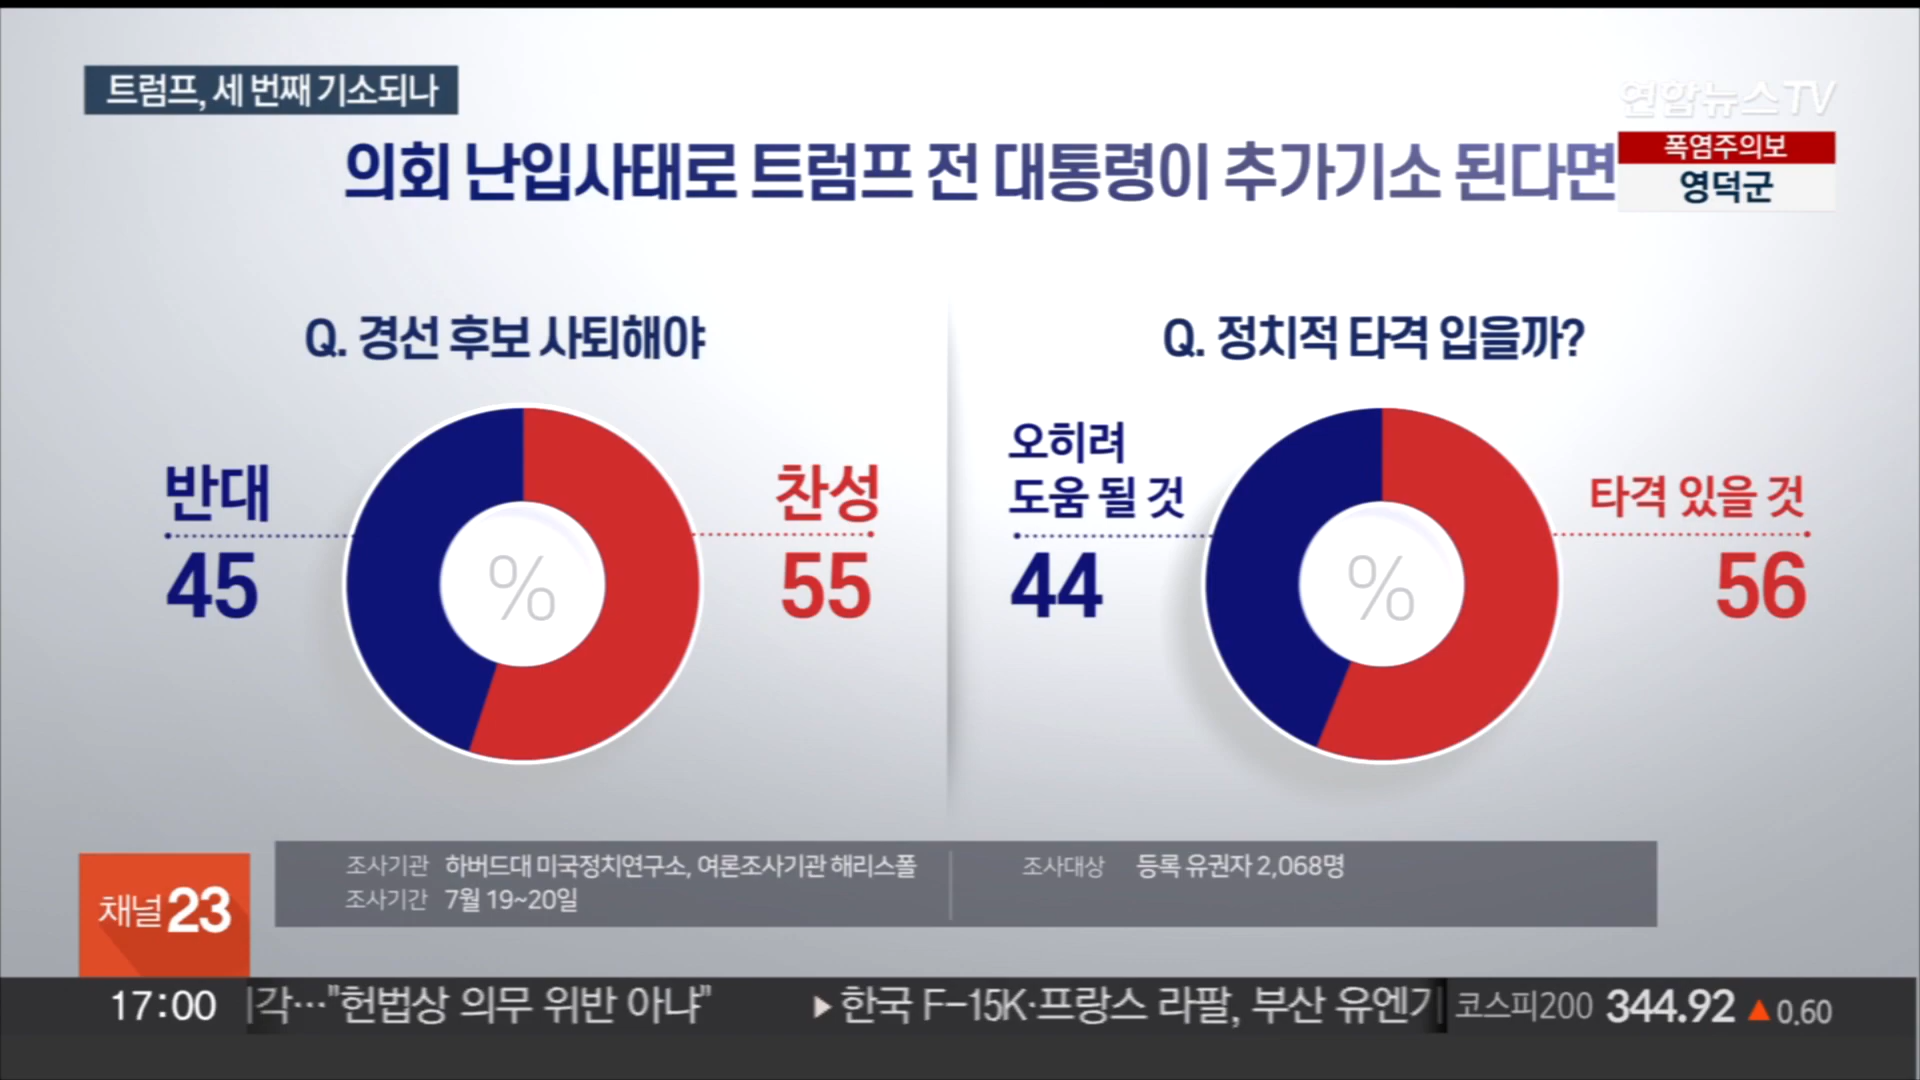 트럼프, 세 번째 기소되나
연합뉴스TV
폭염주의보
영덕군
의회 난입사태로 트럼프 전 대통령이 추가기소 된다면
Q. 경선 후보 사퇴해야
반대
45
%
찬성
55
Q. 정치적 타격 입을까?
오히려
도움 될 것
44
%
타격 있을 것
56
조사기관 하버드대 미국정치연구소, 여론조사기관 해리스폴
조사기간 7월 19~20일
조사대상 등록 유권자 2,068명
채널23
17:00
각…"헌법상 의무 위반 아냐" ▶한국 F-15K·프랑스 라팔, 부산 유엔기
코스피200 344.92 ▲0.60